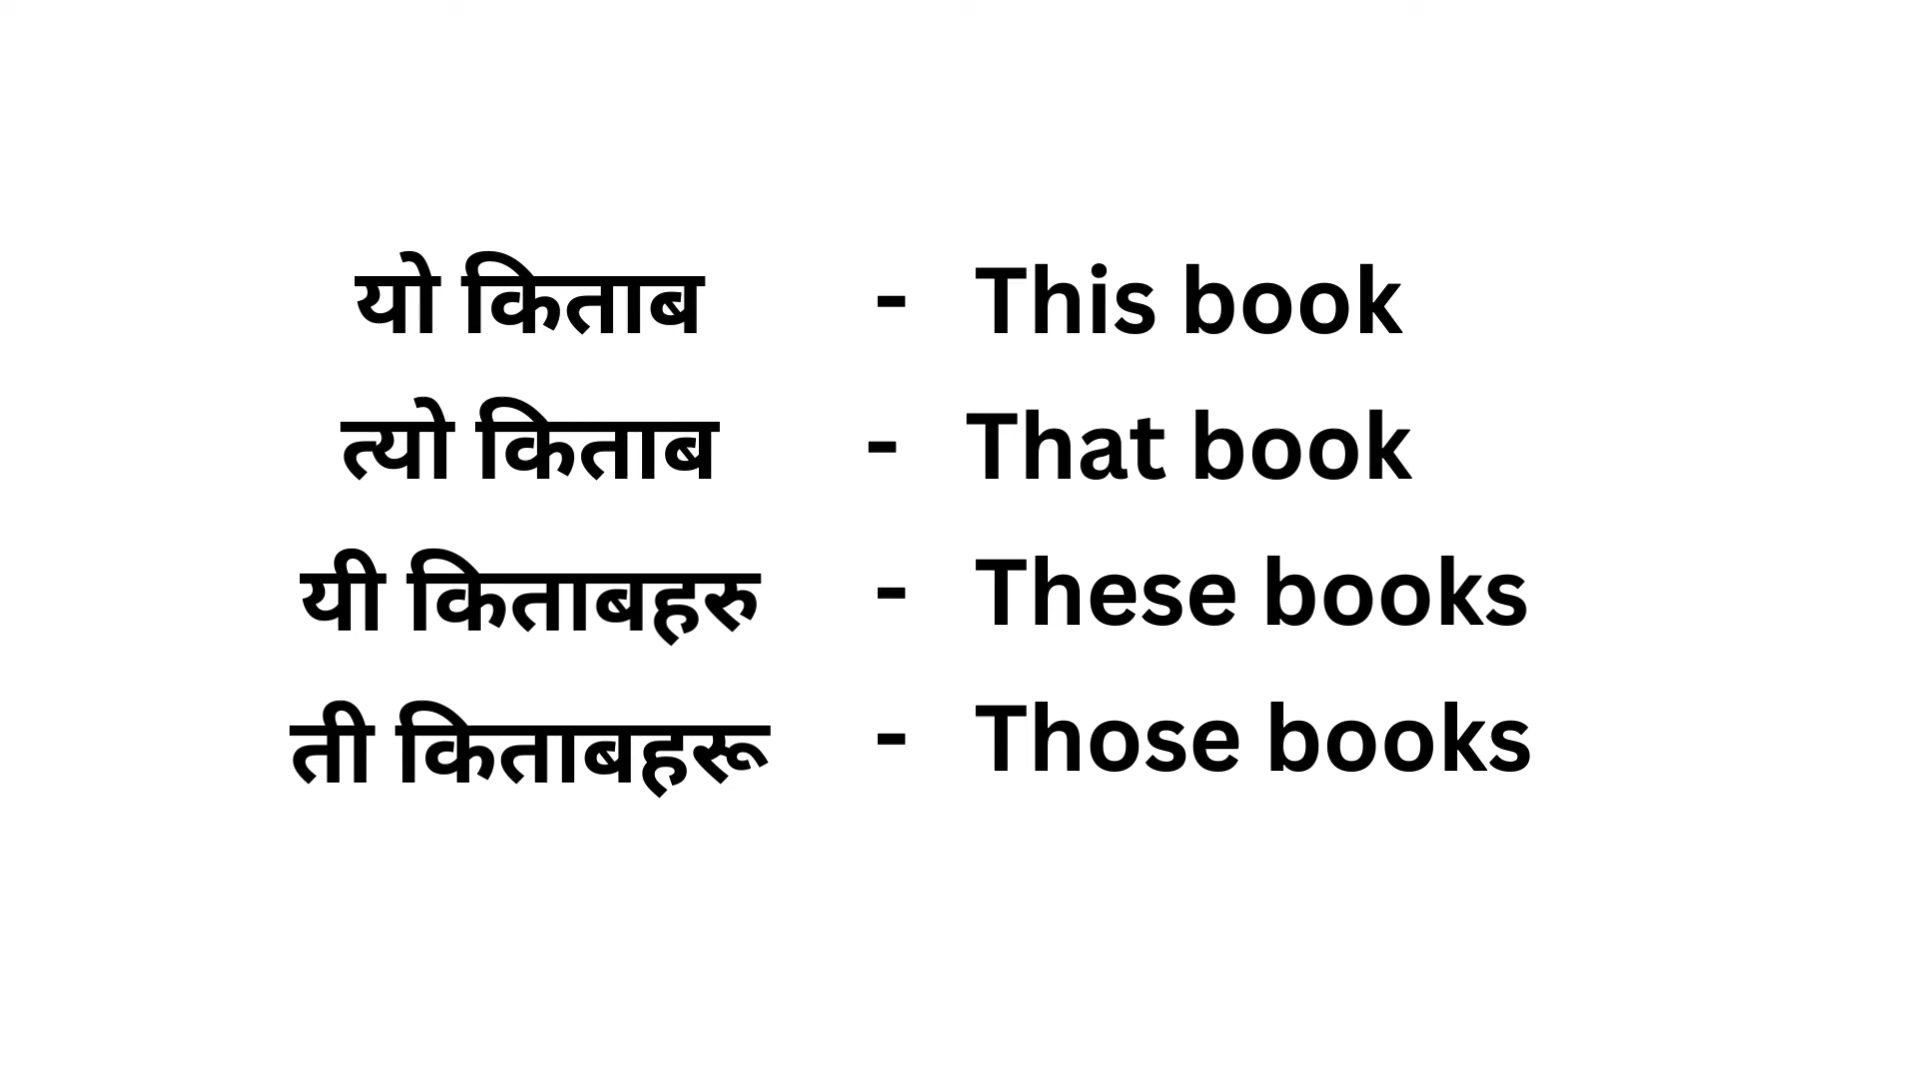 यो किताब - This book
त्यो किताब - That book
यी किताबहरु - These books
ती किताबहरू - Those books